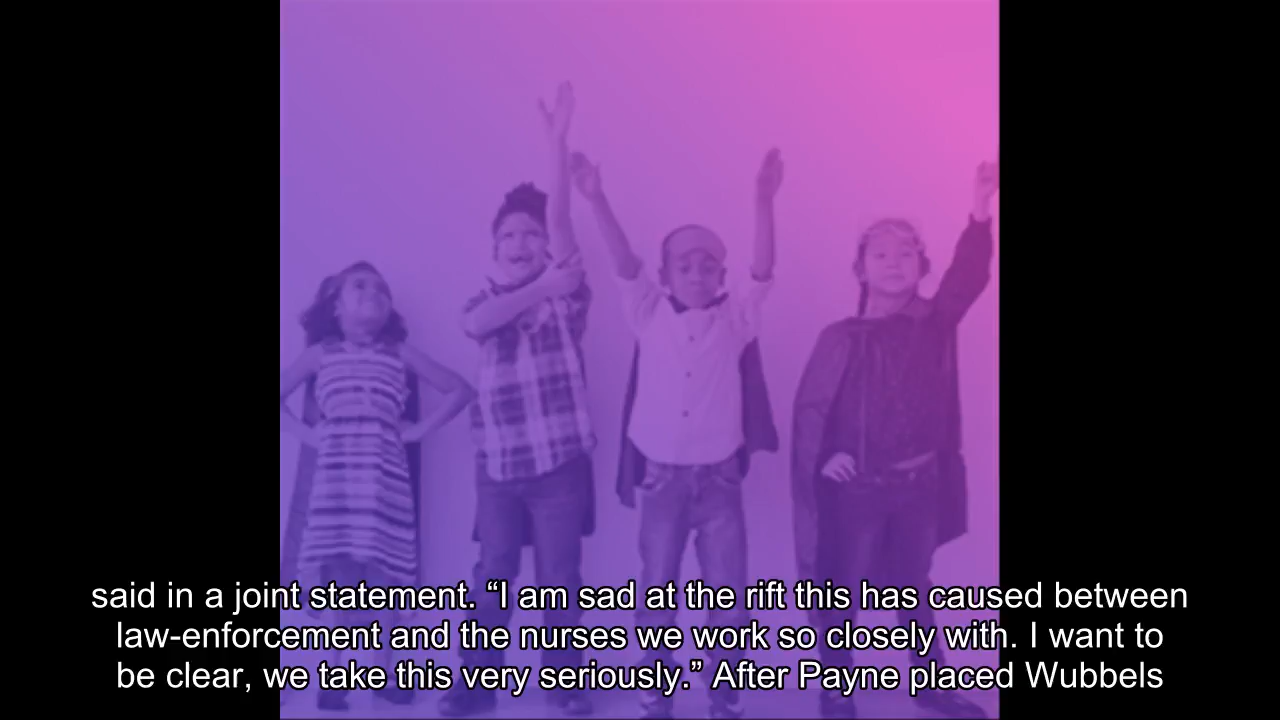 said in a joint statement. “I am sad at the rift this has caused between
law-enforcement and the nurses we work so closely with. I want to
be clear, we take this very seriously.” After Payne placed Wubbels